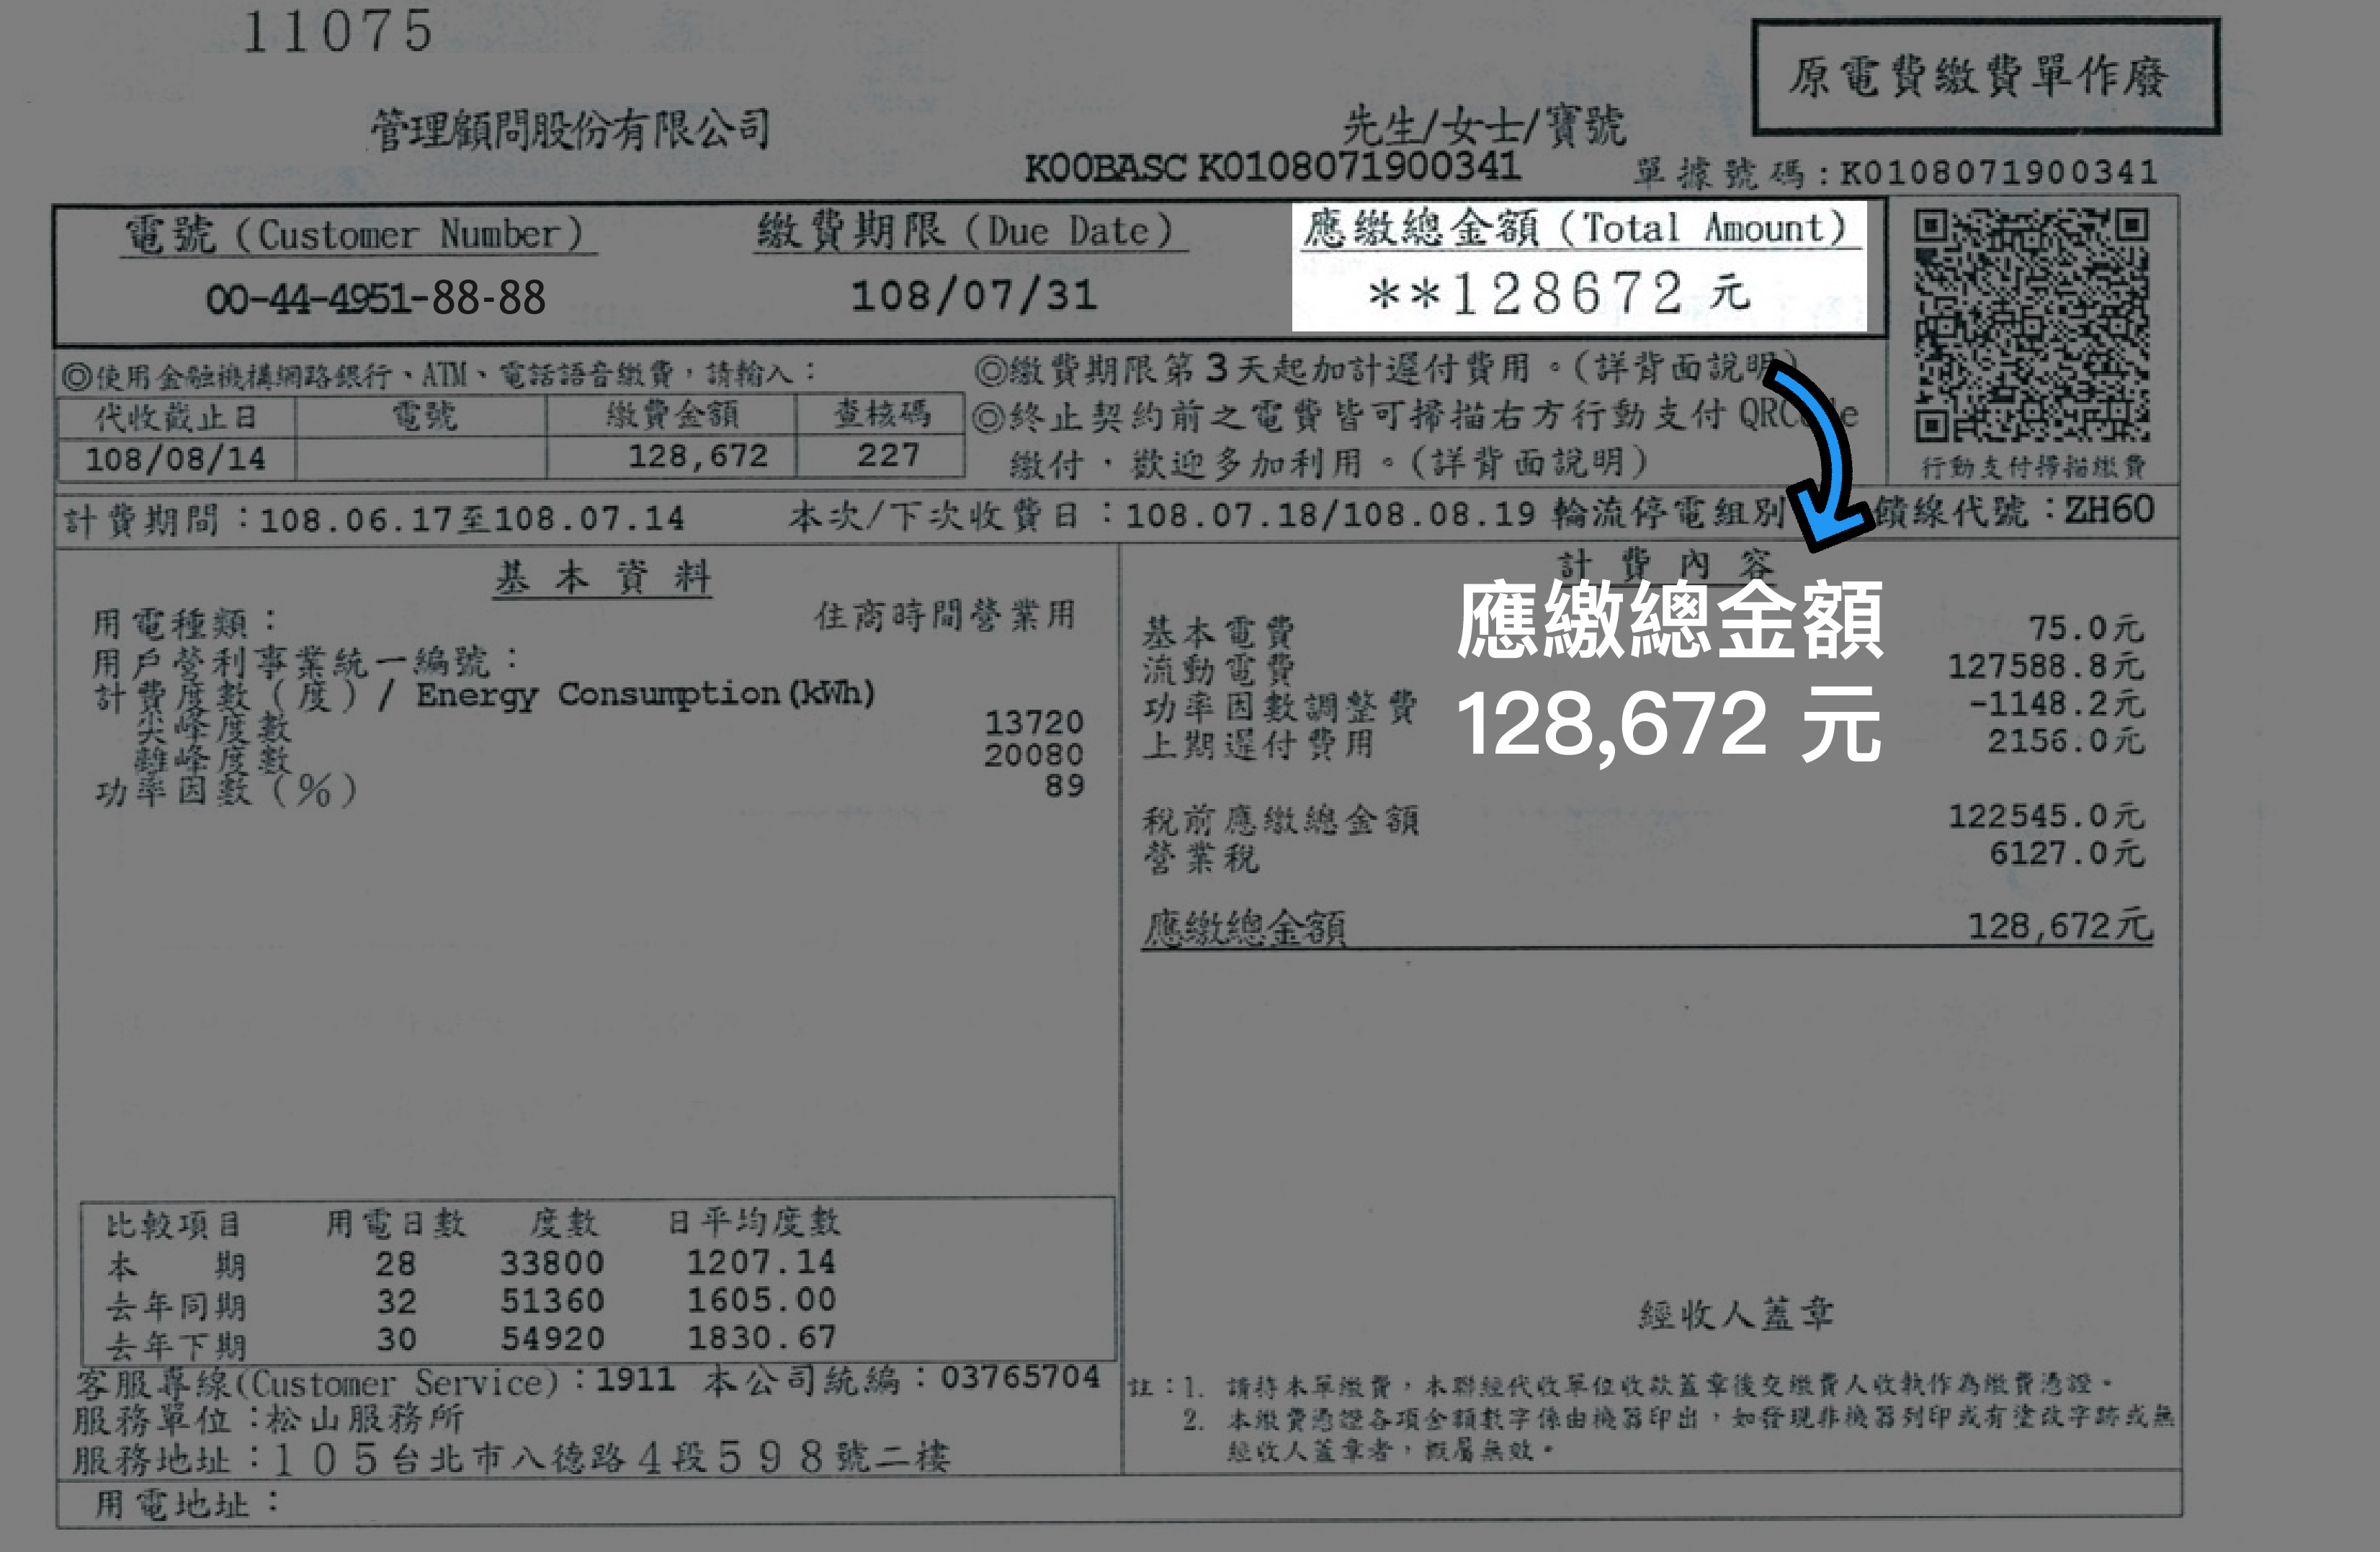 11075
原電費繳費單作廢
管理顧問股份有限公司
先生/女士/寶號
K00BASC K0108071900341
單據號碼:K0108071900341
電號(Customer Number)
繳費期限(Due Date)
應繳總金額(Total Amount)
00-44-4951-88-88
108/07/31
**128672元
◎使用金融機構網路銀行、ATM、電話語音繳費,請輸入:
代收截止日 電號 繳費金額 查核碼
108/08/14 128,672 227
◎繳費期限第3天起加計遲付費用。(詳背面說明)
◎終止契約前之電費皆可掃描右方行動支付QRCode
繳付,歡迎多加利用。(詳背面說明)
行動支付掃描繳費
計費期間:108.06.17至108.07.14 本次/下次收費日:108.07.18/108.08.19 輪流停電組別 饋線代號:ZH60
基本資料
用電種類: 住商時間營業用
用戶營利事業統一編號:
計費度數(度)/ Energy Consumption(kWh)
尖峰度數 13720
離峰度數 20080
功率因數(%) 89
計費內容
應繳總金額
128,672 元
基本電費 75.0元
流動電費 127588.8元
功率因數調整費 -1148.2元
上期遲付費用 2156.0元
稅前應繳總金額 122545.0元
營業稅 6127.0元
應繳總金額 128,672元
比較項目 用電日數 度數 日平均度數
本 期 28 33800 1207.14
去年同期 32 51360 1605.00
去年下期 30 54920 1830.67
客服專線(Customer Service):1911 本公司統編:03765704
服務單位:松山服務所
服務地址:105台北市八德路4段598號二樓
經收人蓋章
註:1. 請持本單繳費,本聯經代收單位收款蓋章後交繳費人收執作為繳費憑證。
2. 本繳費憑證各項金額數字係由機器印出,如發現非機器列印或有塗改字跡或無
經收人蓋章者,概屬無效。
用電地址: